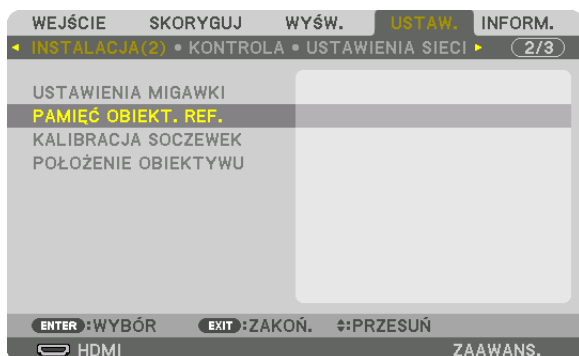 WEJŚCIE SKORYGUJ WYŚW. USTAW. INFORM.
INSTALACJA(2) • KONTROLA • USTAWIENIA SIECI 2/3
USTAWIENIA MIGAWKI
PAMIĘĆ OBIEKT. REF.
KALIBRACJA SOCZEWEK
POŁOŻENIE OBIEKTYWU
ENTER :WYBÓR EXIT :ZAKOŃ. :PRZESUŃ
HDMI ZAAWANS.